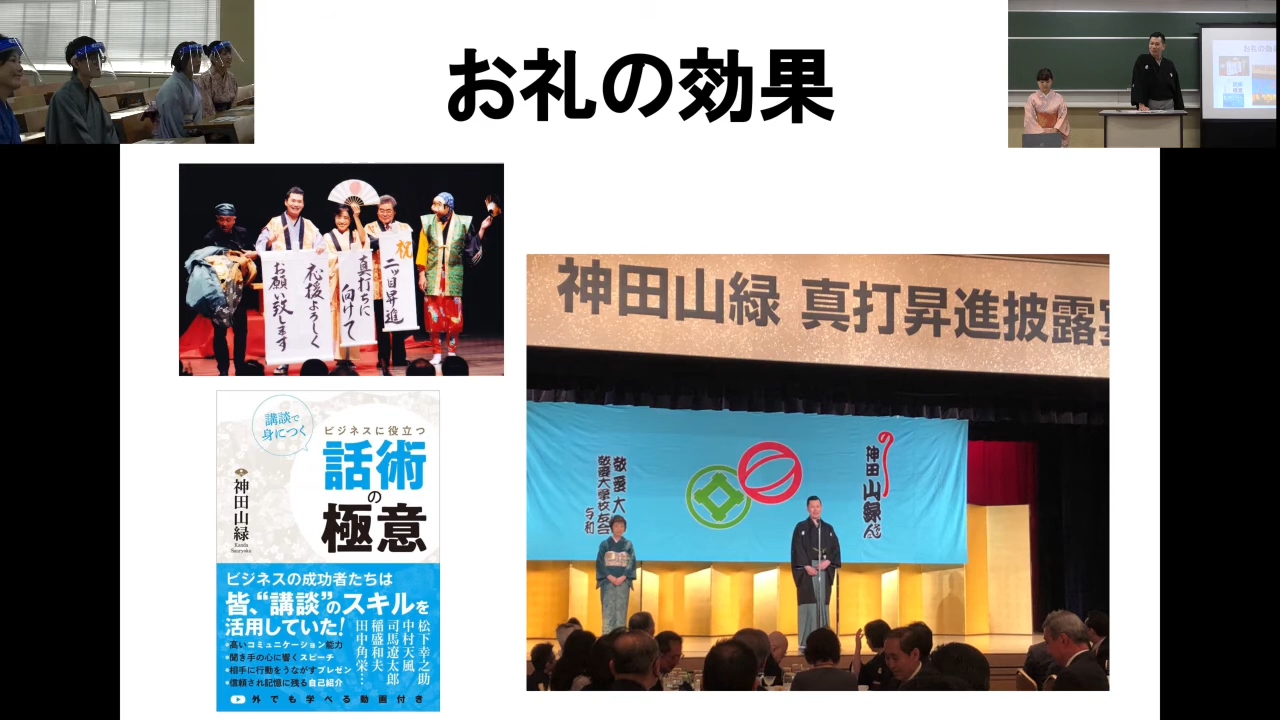 お礼の効果
祝
二ツ目昇進
真打ちに
向けて
応援よろしく
お願い致します
講談で
身につく
ビジネスに役立つ
話術
の
極意
神田山緑
Kanda
Sanryoku
ビジネスの成功者たちは
皆、“講談”のスキルを
活用していた!
松下幸之助
中村天風
司馬遼太郎
稲盛和夫
田中角栄…
•高いコミュニケーション能力
•聞き手の心に響くスピーチ
•相手に行動をうながすプレゼン
•信頼され記憶に残る自己紹介
外でも学べる動画付き
神田山緑 真打昇進披露宴
の し
神田山緑さん
敬愛大
敬愛大学校友会
令和